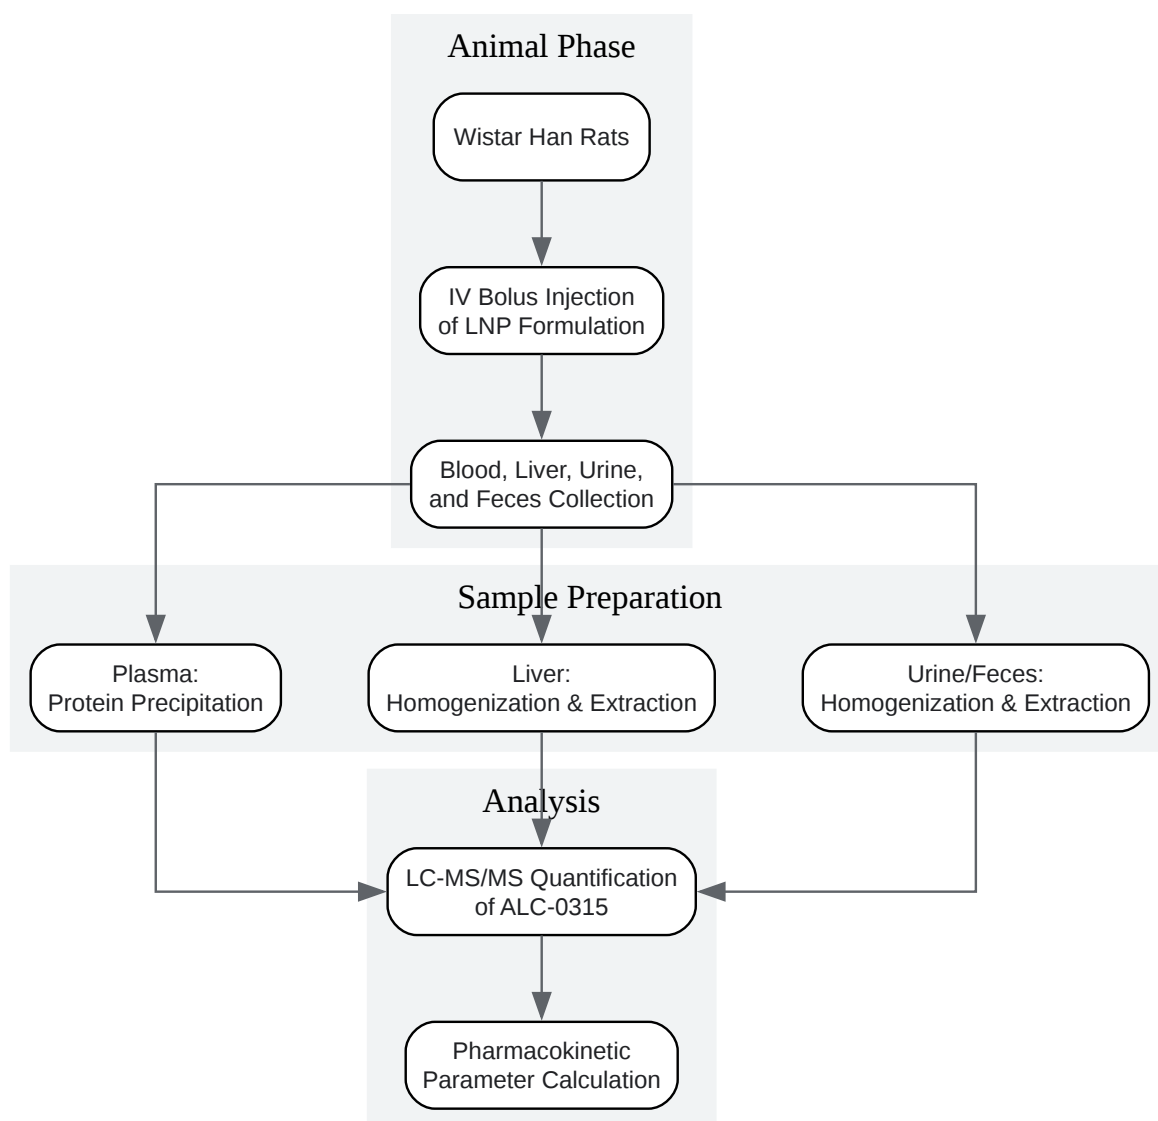 Animal Phase
Wistar Han Rats
IV Bolus Injection
of LNP Formulation
Blood, Liver, Urine,
and Feces Collection
Sample Preparation
Plasma:
Protein Precipitation
Liver:
Homogenization & Extraction
Urine/Feces:
Homogenization & Extraction
Analysis
LC-MS/MS Quantification
of ALC-0315
Pharmacokinetic
Parameter Calculation